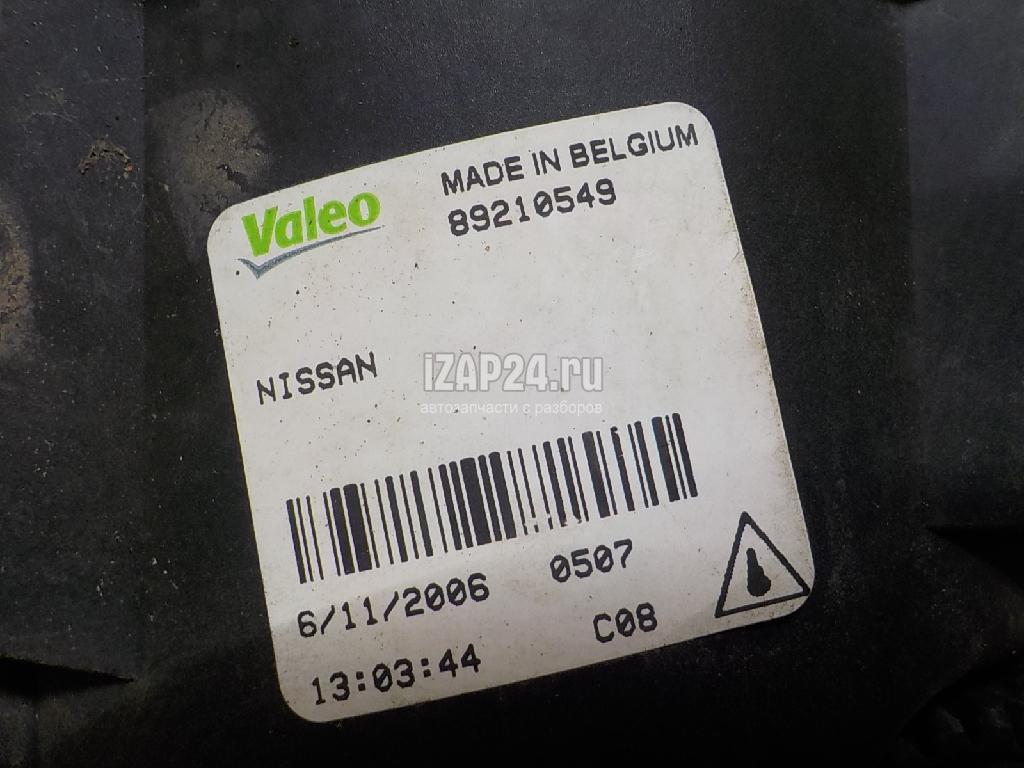 Valeo
MADE IN BELGIUM
89210549
NISSAN
iZAP24.ru
автозапчасти с разборов
6/11/2006 0507
13:03:44 C08